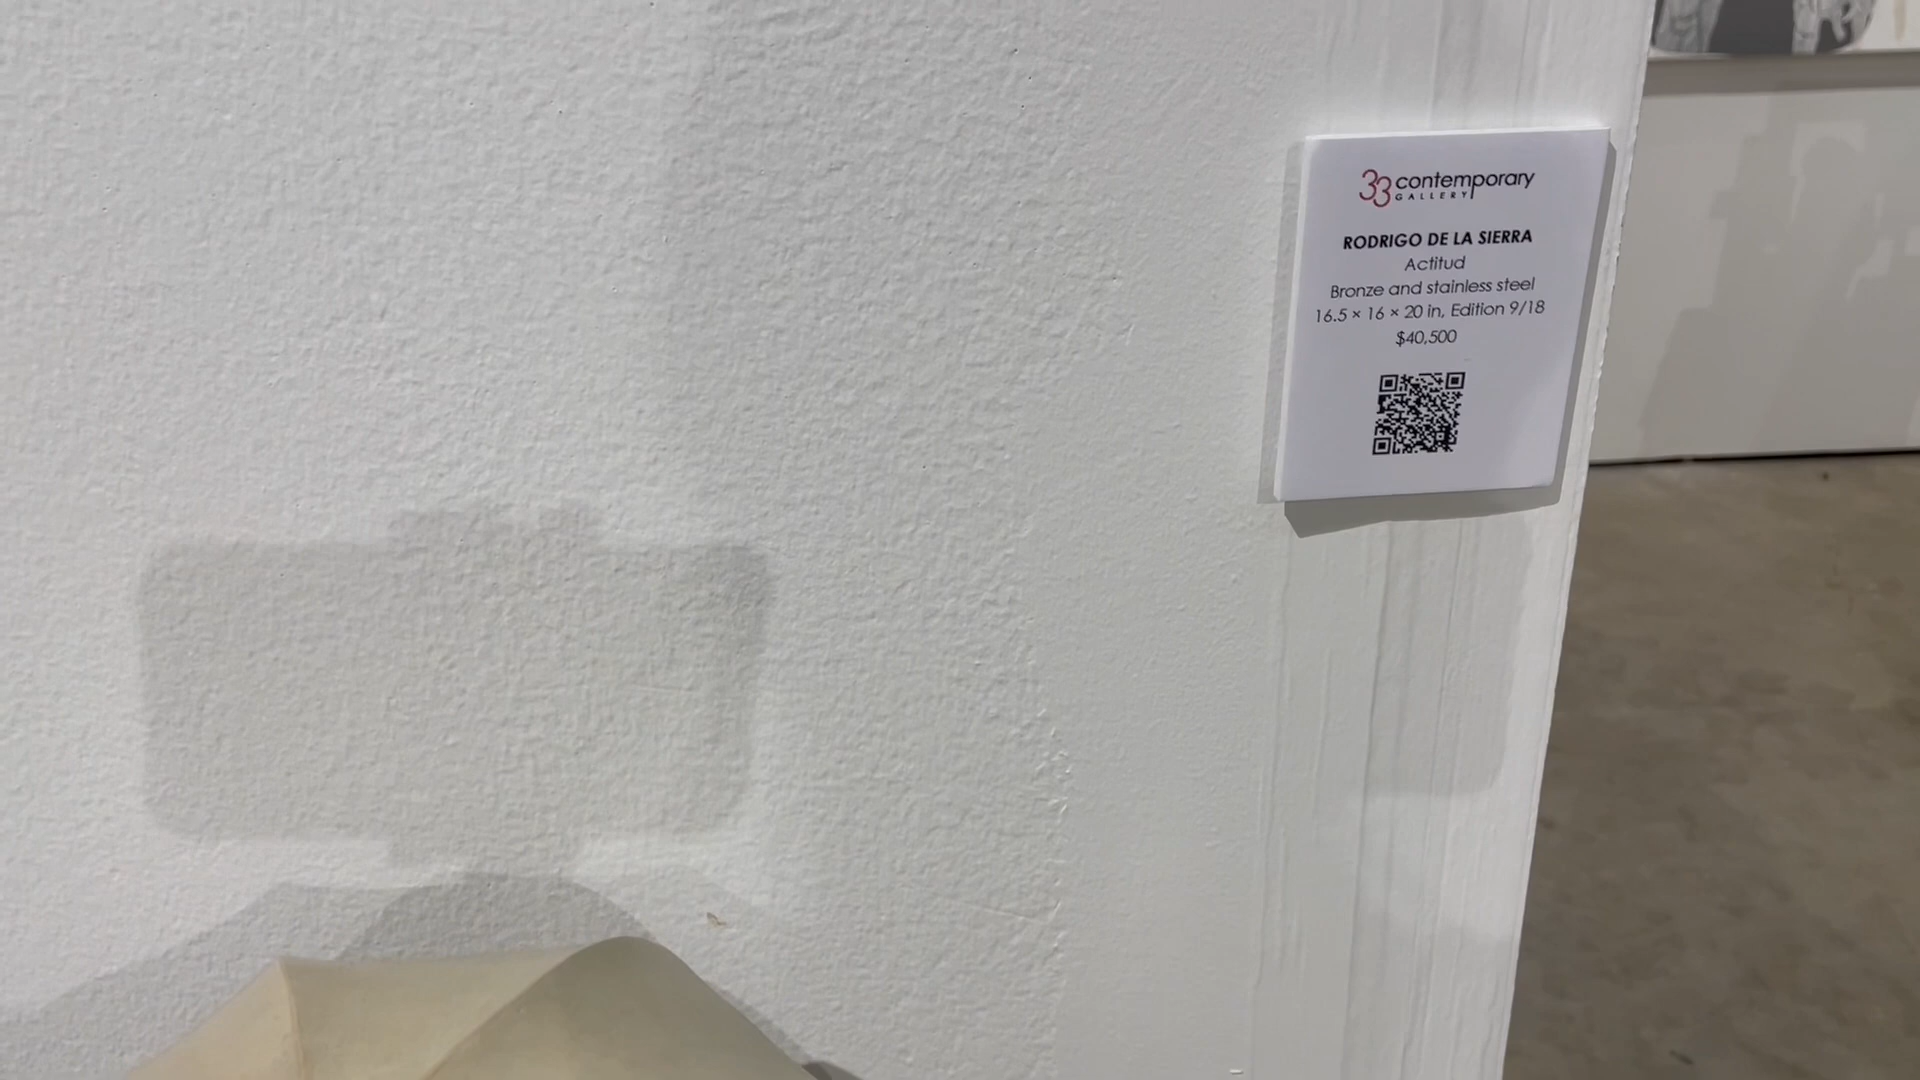 33 contemporary
GALLERY
RODRIGO DE LA SIERRA
Actitud
Bronze and stainless steel
16.5 × 16 × 20 in, Edition 9/18
$40,500